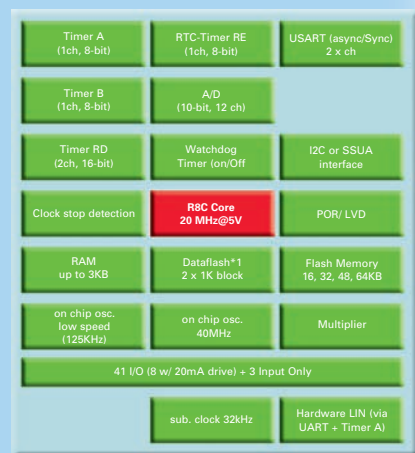 Timer A
(1ch, 8-bit)
RTC-Timer RE
(1ch, 8-bit)
USART (async/Sync)
2 x ch
Timer B
(1ch, 8-bit)
A/D
(10-bit, 12 ch)
Timer RD
(2ch, 16-bit)
Watchdog
Timer (on/Off
I2C or SSUA
interface
Clock stop detection
R8C Core
20 MHz@5V
POR/ LVD
RAM
up to 3KB
Dataflash*1
2 x 1K block
Flash Memory
16, 32, 48, 64KB
on chip osc.
low speed
(125KHz)
on chip osc.
40MHz
Multiplier
41 I/O (8 w/ 20mA drive) + 3 Input Only
sub. clock 32kHz
Hardware LIN (via
UART + Timer A)